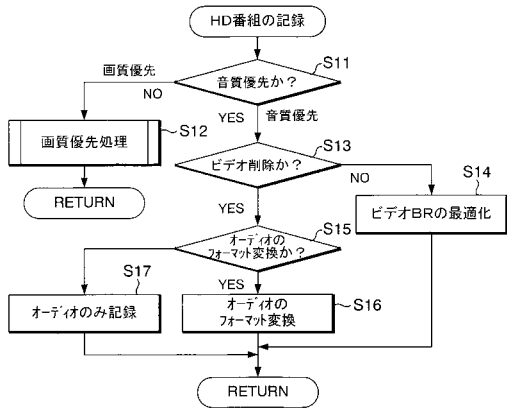 HD番組の記録
S11
音質優先か？
画質優先
NO
YES
音質優先
S12
画質優先処理
RETURN
S13
ビデオ削除か？
NO
YES
S14
ビデオBRの最適化
S15
オーディオの
フォーマット変換か？
YES
S17
オーディオのみ記録
S16
オーディオの
フォーマット変換
RETURN